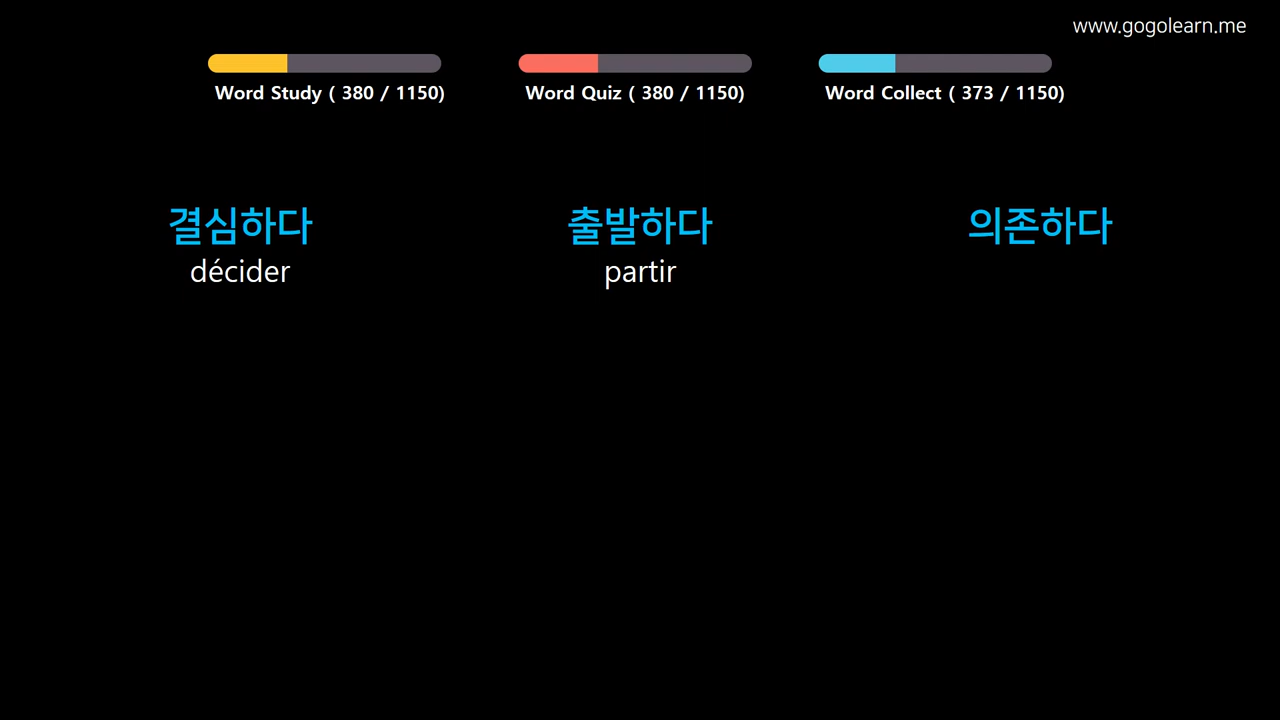 www.gogolearn.me
Word Study ( 380 / 1150)
Word Quiz ( 380 / 1150)
Word Collect ( 373 / 1150)
결심하다
décider
출발하다
partir
의존하다